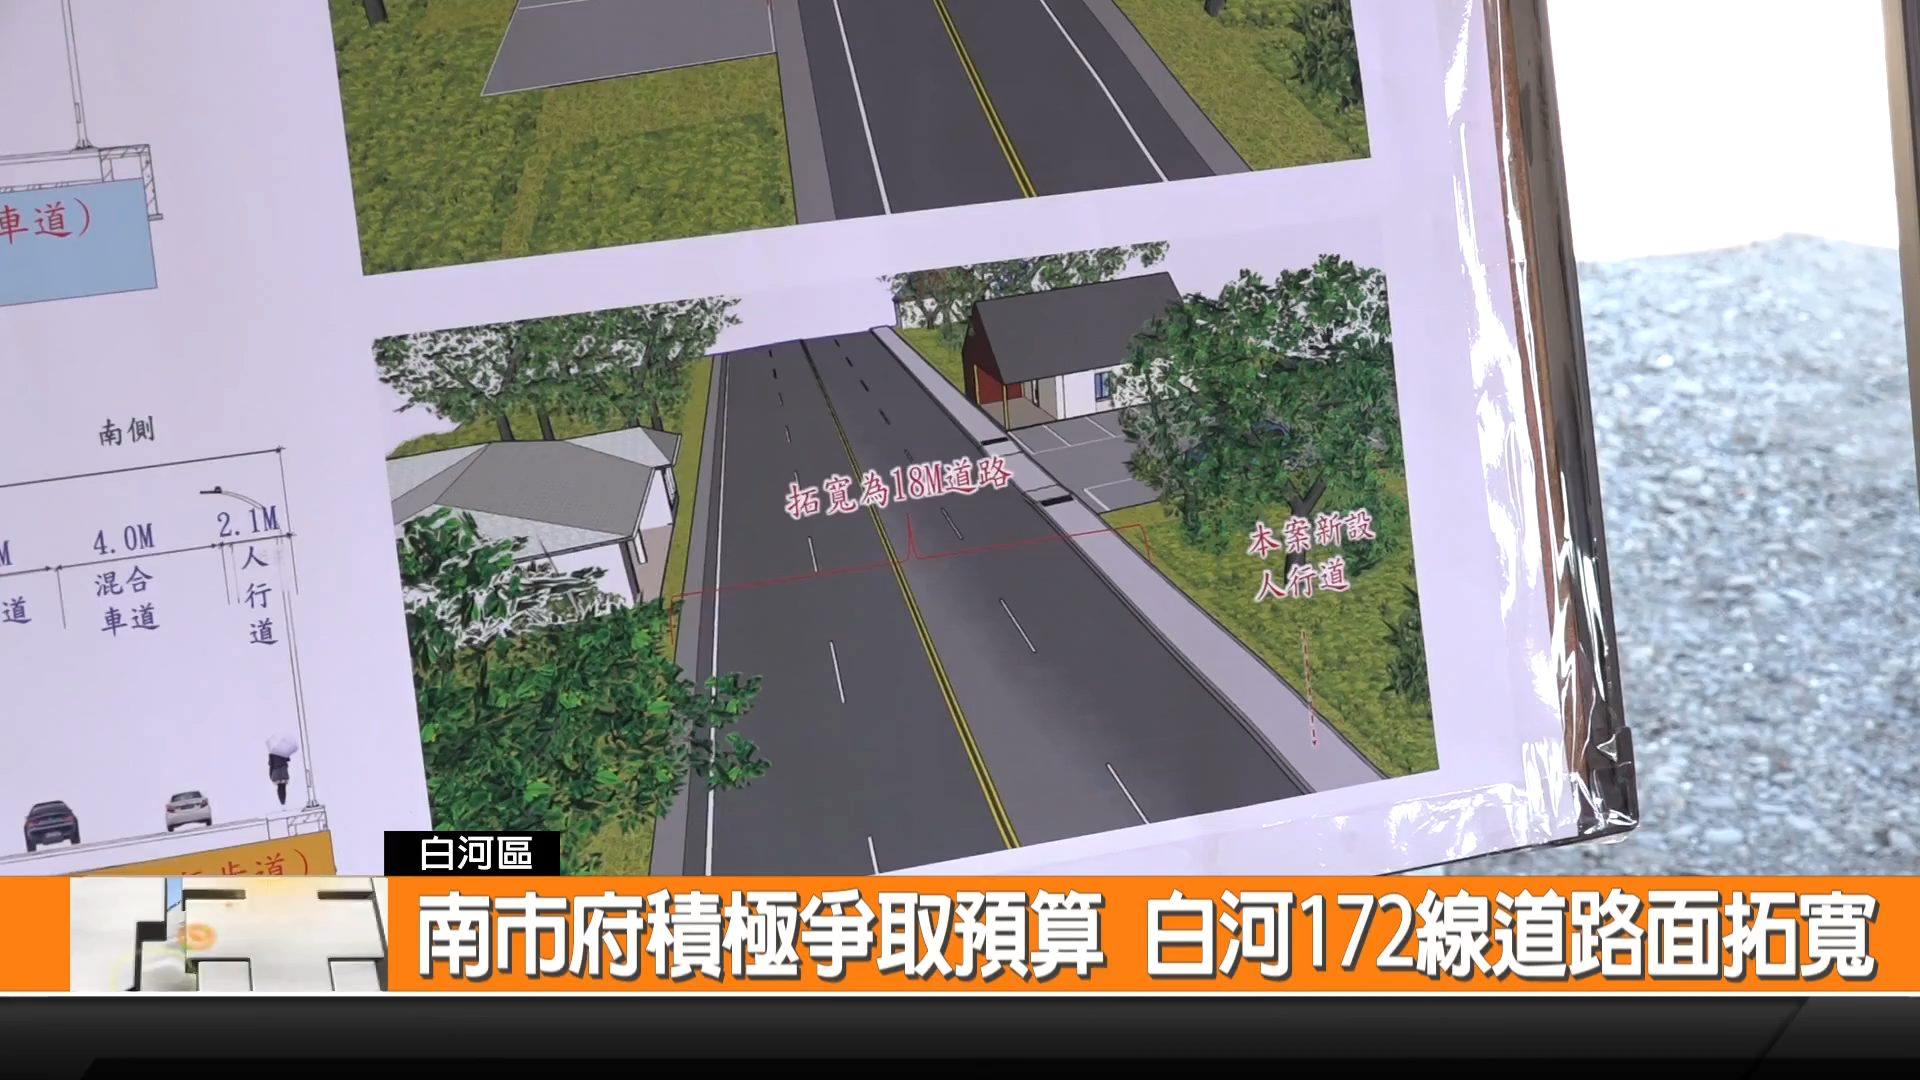 車道）
南側
M
4.0M
2.1M
道
混合
車道
人行道
拓寬為18M道路
本案新設
人行道
步道）
白河區
南市府積極爭取預算 白河172線道路面拓寬